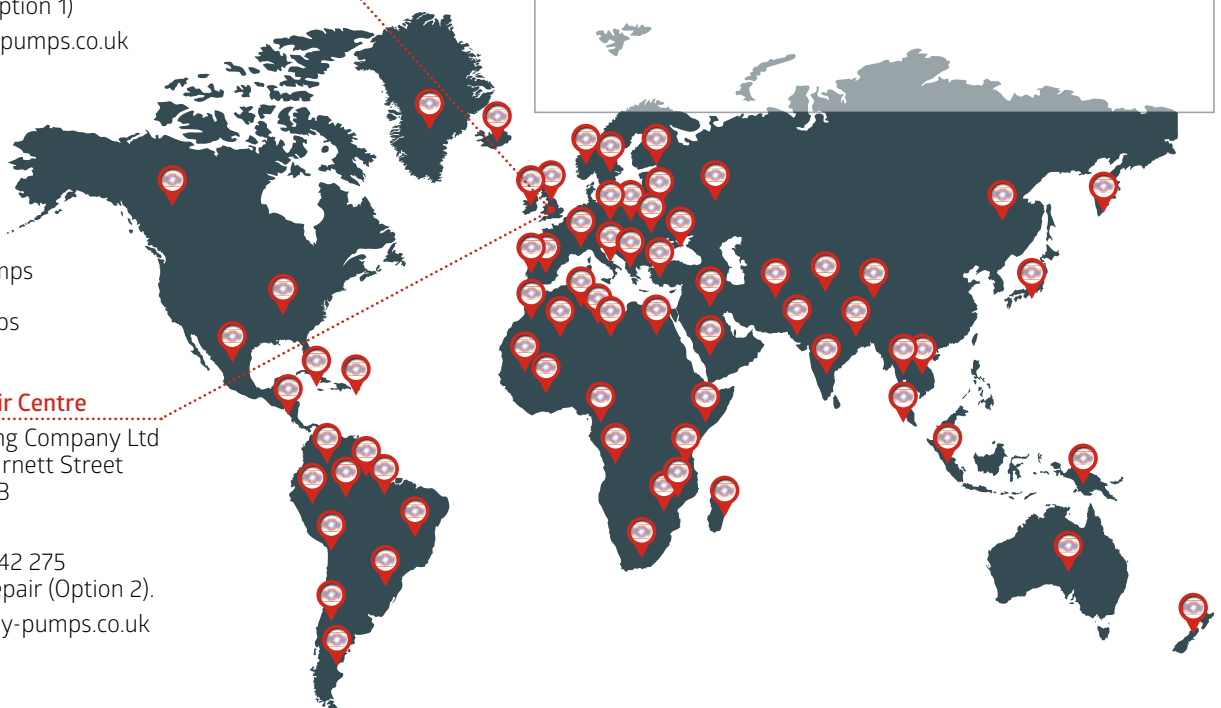 ption 1)
pumps.co.uk
mps
ps
ir Centre
ng Company Ltd
rnett Street
B
42 275
epair (Option 2).
y-pumps.co.uk